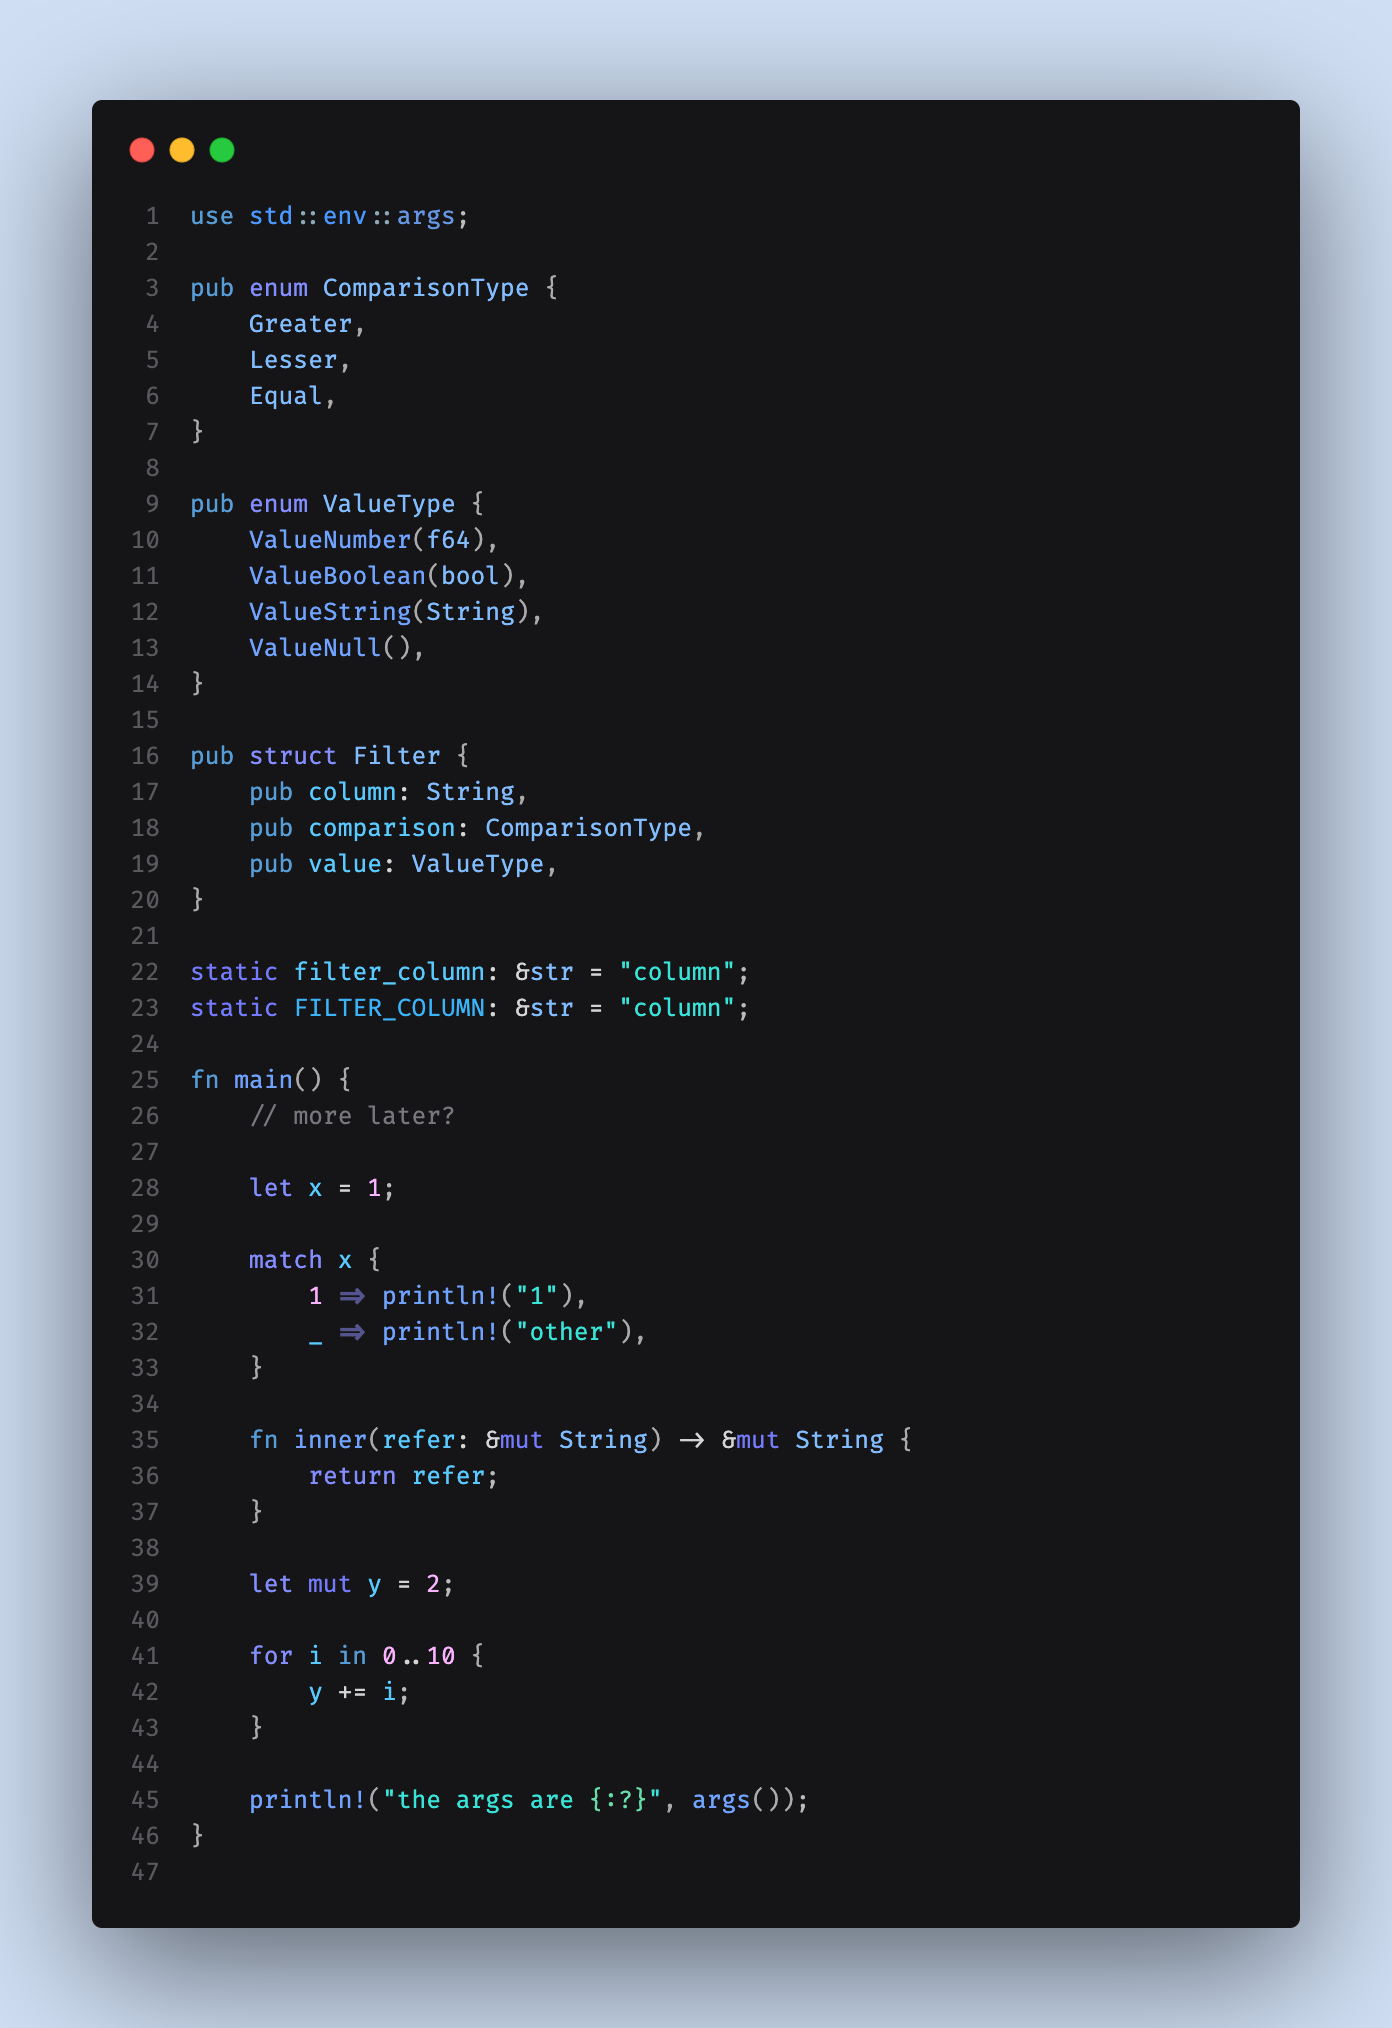 1 use std::env::args;
2
3 pub enum ComparisonType {
4     Greater,
5     Lesser,
6     Equal,
7 }
8
9 pub enum ValueType {
10     ValueNumber(f64),
11     ValueBoolean(bool),
12     ValueString(String),
13     ValueNull(),
14 }
15
16 pub struct Filter {
17     pub column: String,
18     pub comparison: ComparisonType,
19     pub value: ValueType,
20 }
21
22 static filter_column: &str = "column";
23 static FILTER_COLUMN: &str = "column";
24
25 fn main() {
26     // more later?
27
28     let x = 1;
29
30     match x {
31         1 => println!("1"),
32         _ => println!("other"),
33     }
34
35     fn inner(refer: &mut String) -> &mut String {
36         return refer;
37     }
38
39     let mut y = 2;
40
41     for i in 0..10 {
42         y += i;
43     }
44
45     println!("the args are {:?}", args());
46 }
47